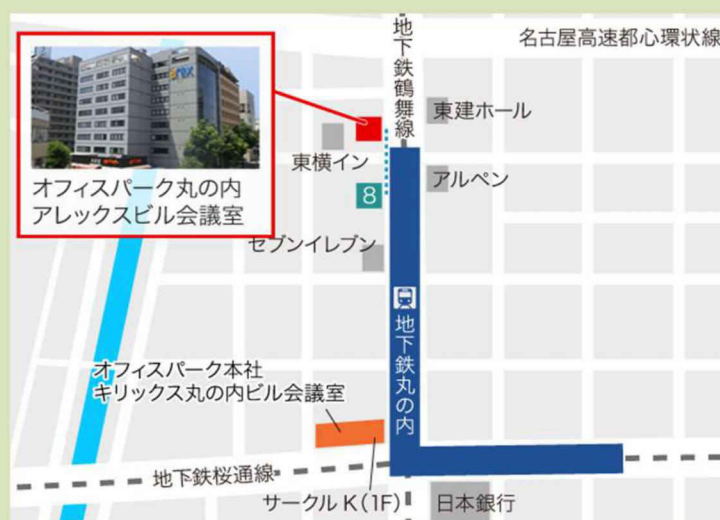 名古屋高速都心環状線
地下鉄鶴舞線
東建ホール
東横イン
アルペン
オフィスパーク丸の内
アレックスビル会議室
8
セブンイレブン
地下鉄丸の内
オフィスパーク本社
キリックス丸の内ビル会議室
地下鉄桜通線
サークルK(1F)
日本銀行